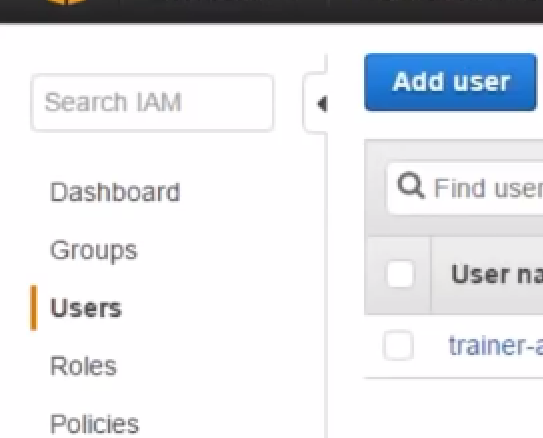 Search IAM
Add user
Dashboard
Groups
Users
Roles
Policies
Find user
User na
trainer-a